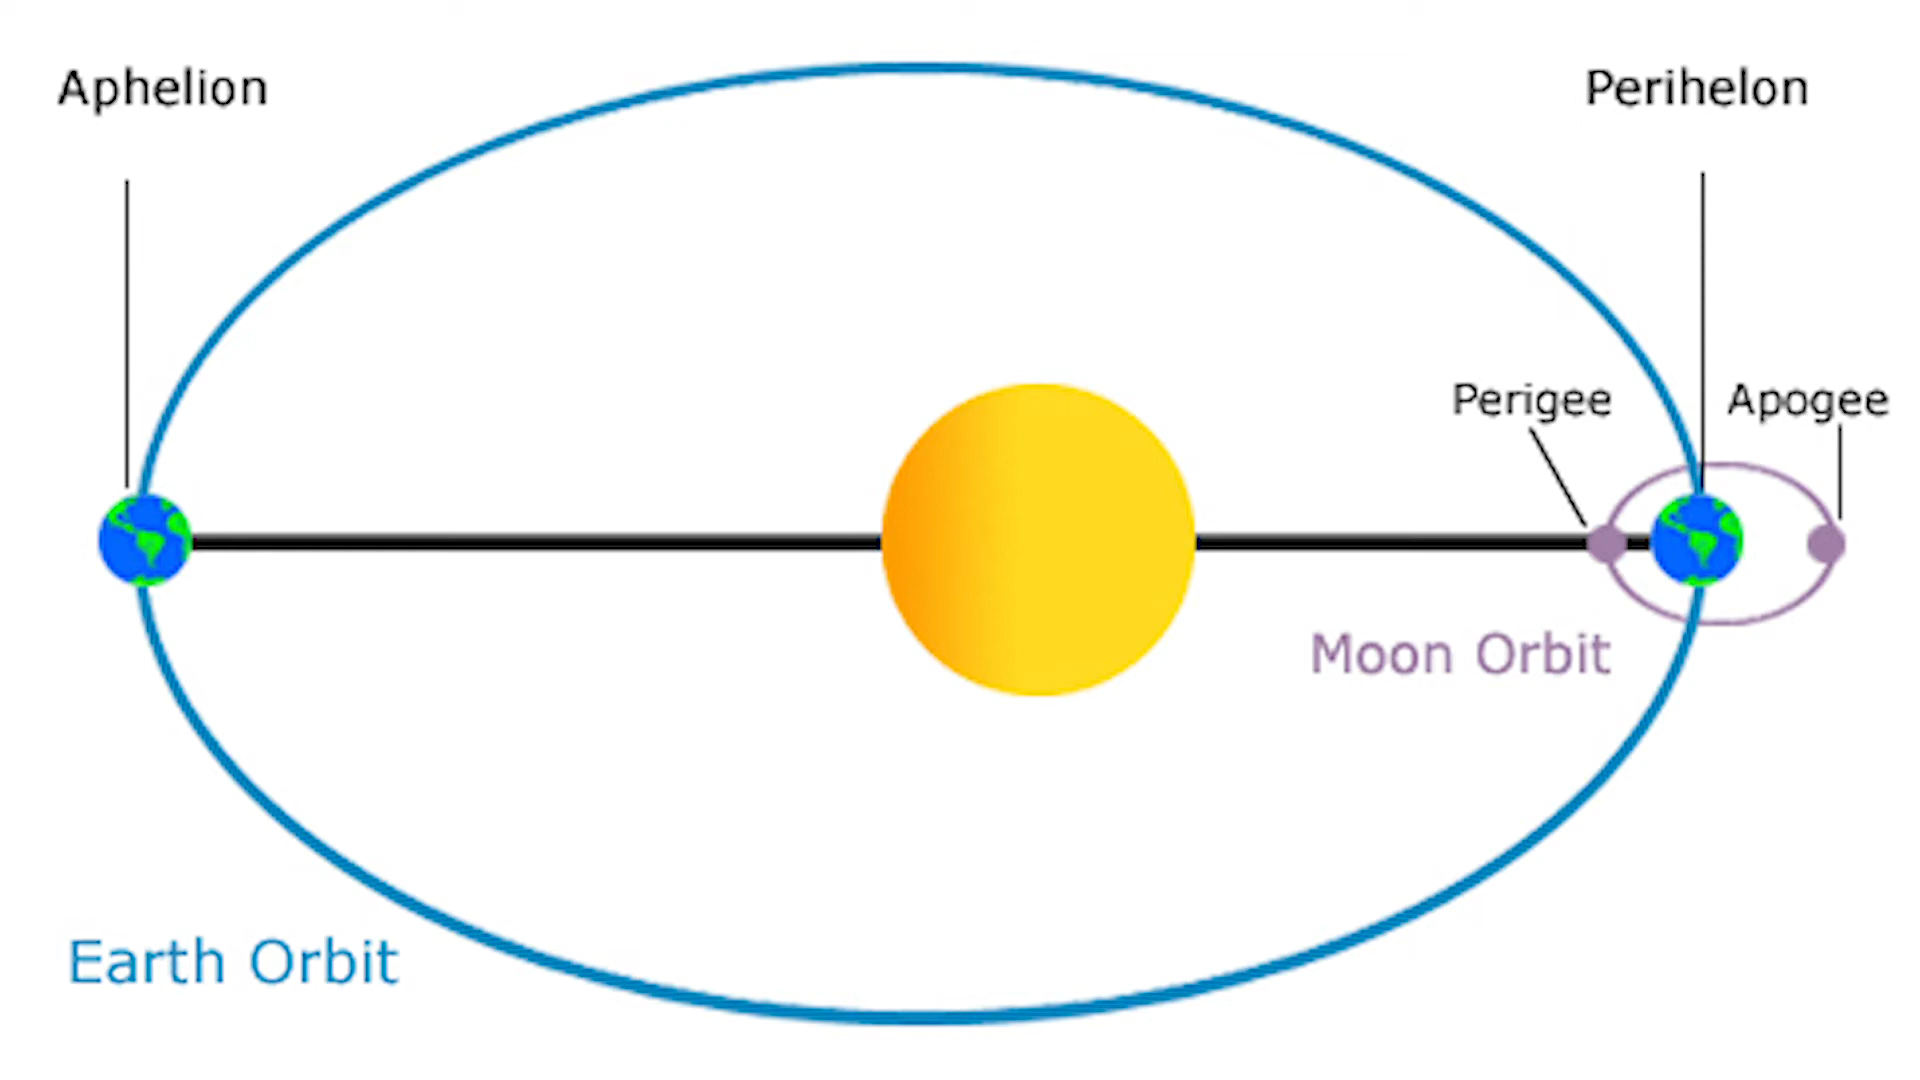 Aphelion
Perihelon
Perigee
Apogee
Moon Orbit
Earth Orbit